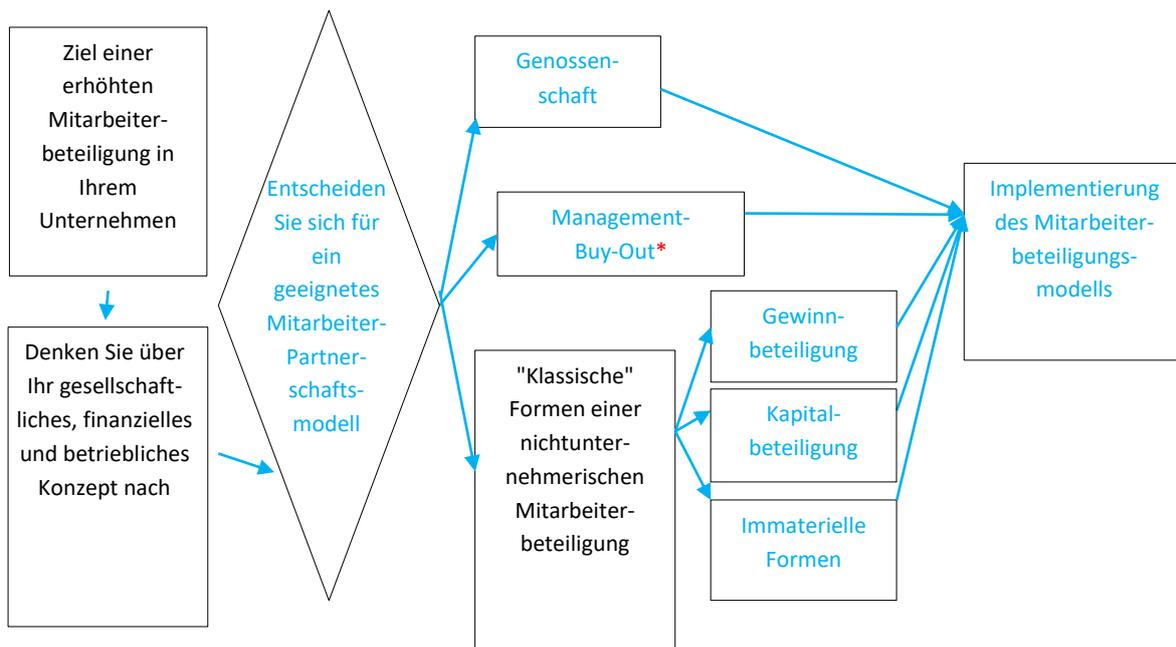 Ziel einer
erhöhten
Mitarbeiter-
beteiligung in
Ihrem
Unternehmen
Denken Sie über
Ihr gesellschaft-
liches, finanzielles
und betriebliches
Konzept nach
Entscheiden
Sie sich für
ein
geeignetes
Mitarbeiter-
Partner-
schafts-
modell
Genossen-
schaft
Management-
Buy-Out*
"Klassische"
Formen einer
nichtunter-
nehmerischen
Mitarbeiter-
beteiligung
Gewinn-
beteiligung
Kapital-
beteiligung
Immaterielle
Formen
Implementierung
des Mitarbeiter-
beteiligungs-
modells